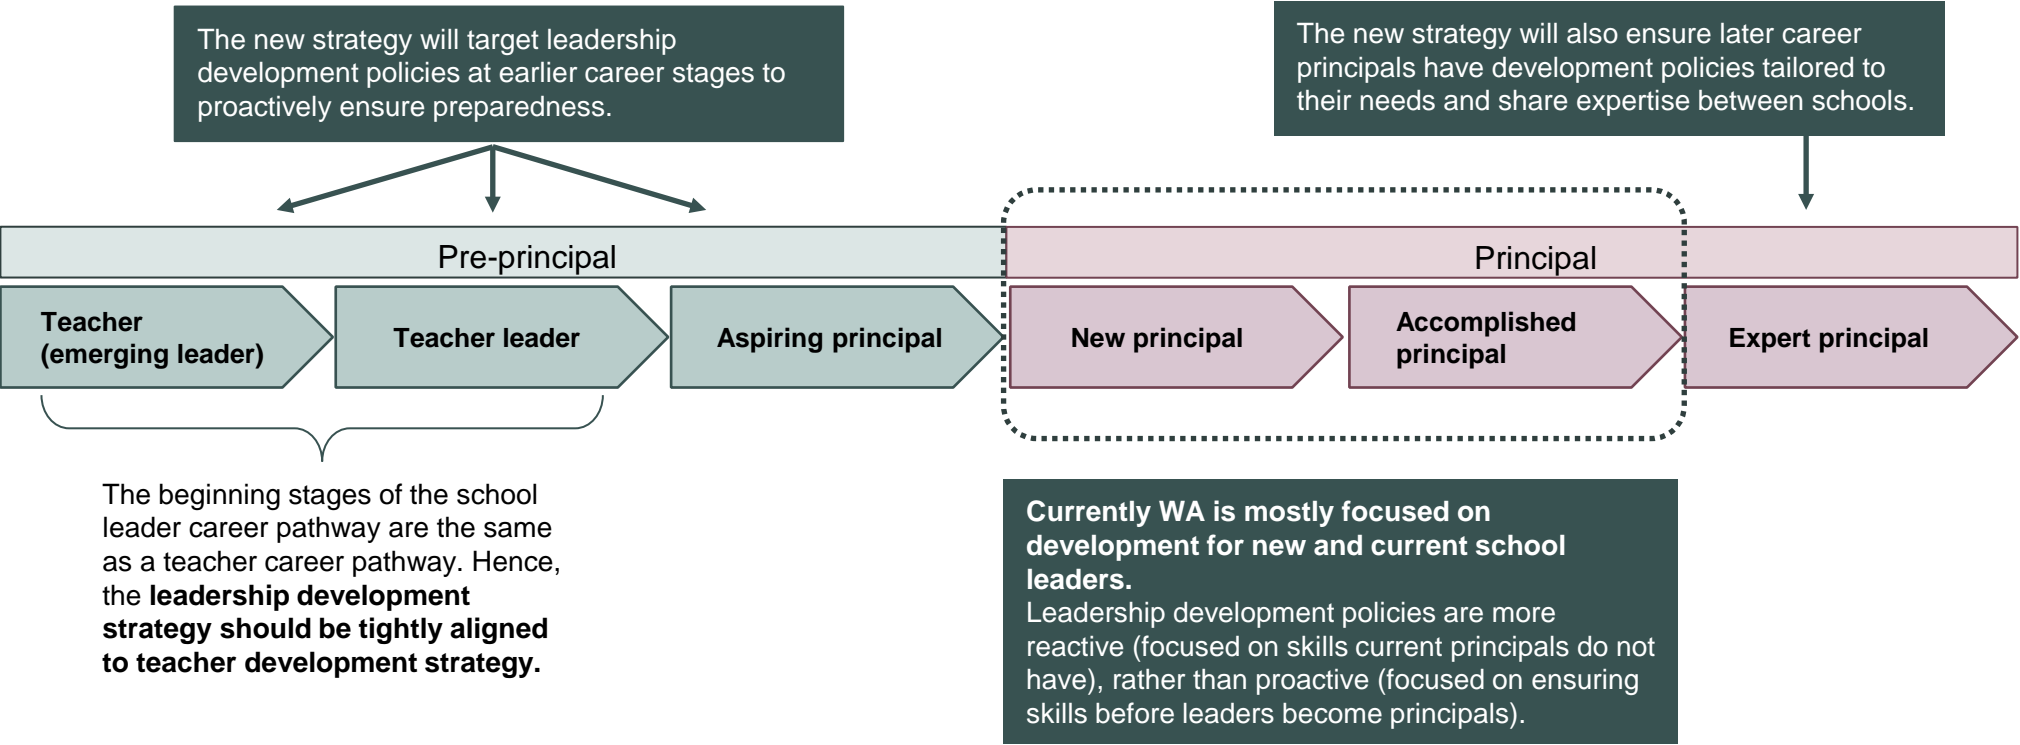 The new strategy will target leadership
development policies at earlier career stages to
proactively ensure preparedness.
The new strategy will also ensure later career
principals have development policies tailored to
their needs and share expertise between schools.
Pre-principal
Principal
Teacher
(emerging leader)
Teacher leader
Aspiring principal
New principal
Accomplished
principal
Expert principal
The beginning stages of the school
leader career pathway are the same
as a teacher career pathway. Hence,
the leadership development
strategy should be tightly aligned
to teacher development strategy.
Currently WA is mostly focused on
development for new and current school
leaders.
Leadership development policies are more
reactive (focused on skills current principals do not
have), rather than proactive (focused on ensuring
skills before leaders become principals).